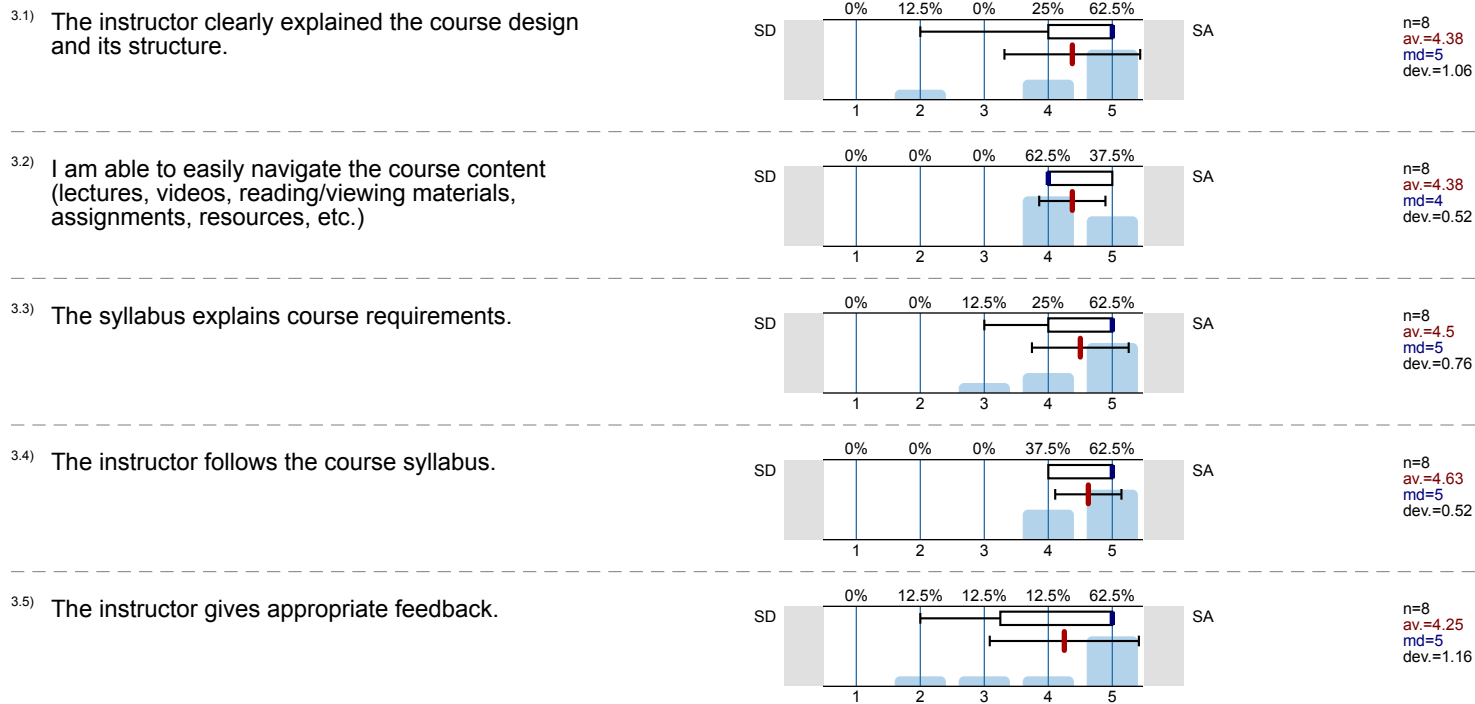 3.1) The instructor clearly explained the course design
and its structure.
0% 12.5% 0% 25% 62.5%
SD SA
1 2 3 4 5
n=8
av.=4.38
md=5
dev.=1.06
3.2) I am able to easily navigate the course content
(lectures, videos, reading/viewing materials,
assignments, resources, etc.)
0% 0% 0% 62.5% 37.5%
SD SA
1 2 3 4 5
n=8
av.=4.38
md=4
dev.=0.52
3.3) The syllabus explains course requirements.
0% 0% 12.5% 25% 62.5%
SD SA
1 2 3 4 5
n=8
av.=4.5
md=5
dev.=0.76
3.4) The instructor follows the course syllabus.
0% 0% 0% 37.5% 62.5%
SD SA
1 2 3 4 5
n=8
av.=4.63
md=5
dev.=0.52
3.5) The instructor gives appropriate feedback.
0% 12.5% 12.5% 12.5% 62.5%
SD SA
1 2 3 4 5
n=8
av.=4.25
md=5
dev.=1.16